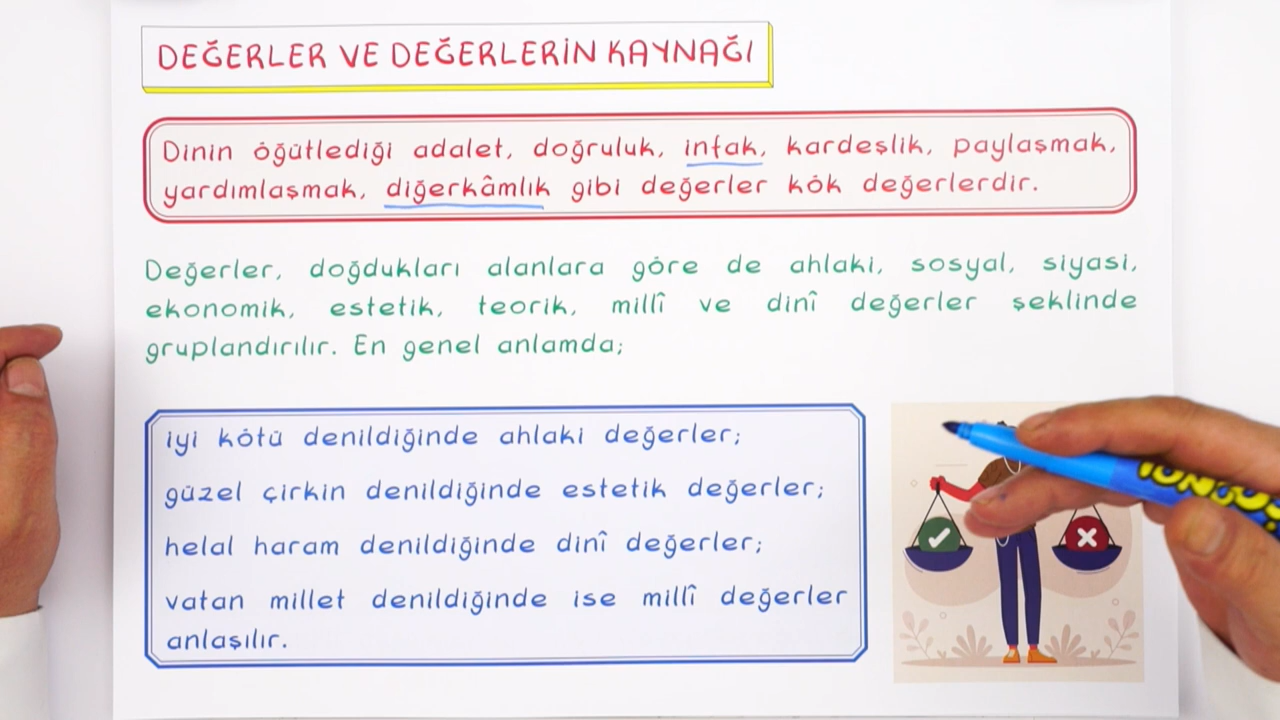 DEĞERLER VE DEĞERLERİN KAYNAĞI
Dinin öğütlediği adalet, doğruluk, infak, kardeşlik, paylaşmak,
yardımlaşmak, diğerkâmlık gibi değerler kök değerlerdir.
Değerler, doğdukları alanlara göre de ahlaki, sosyal, siyasi,
ekonomik, estetik, teorik, millî ve dinî değerler şeklinde
gruplandırılır. En genel anlamda;
iyi kötü denildiğinde ahlaki değerler;
güzel çirkin denildiğinde estetik değerler;
helal haram denildiğinde dinî değerler;
vatan millet denildiğinde ise millî değerler
anlaşılır.